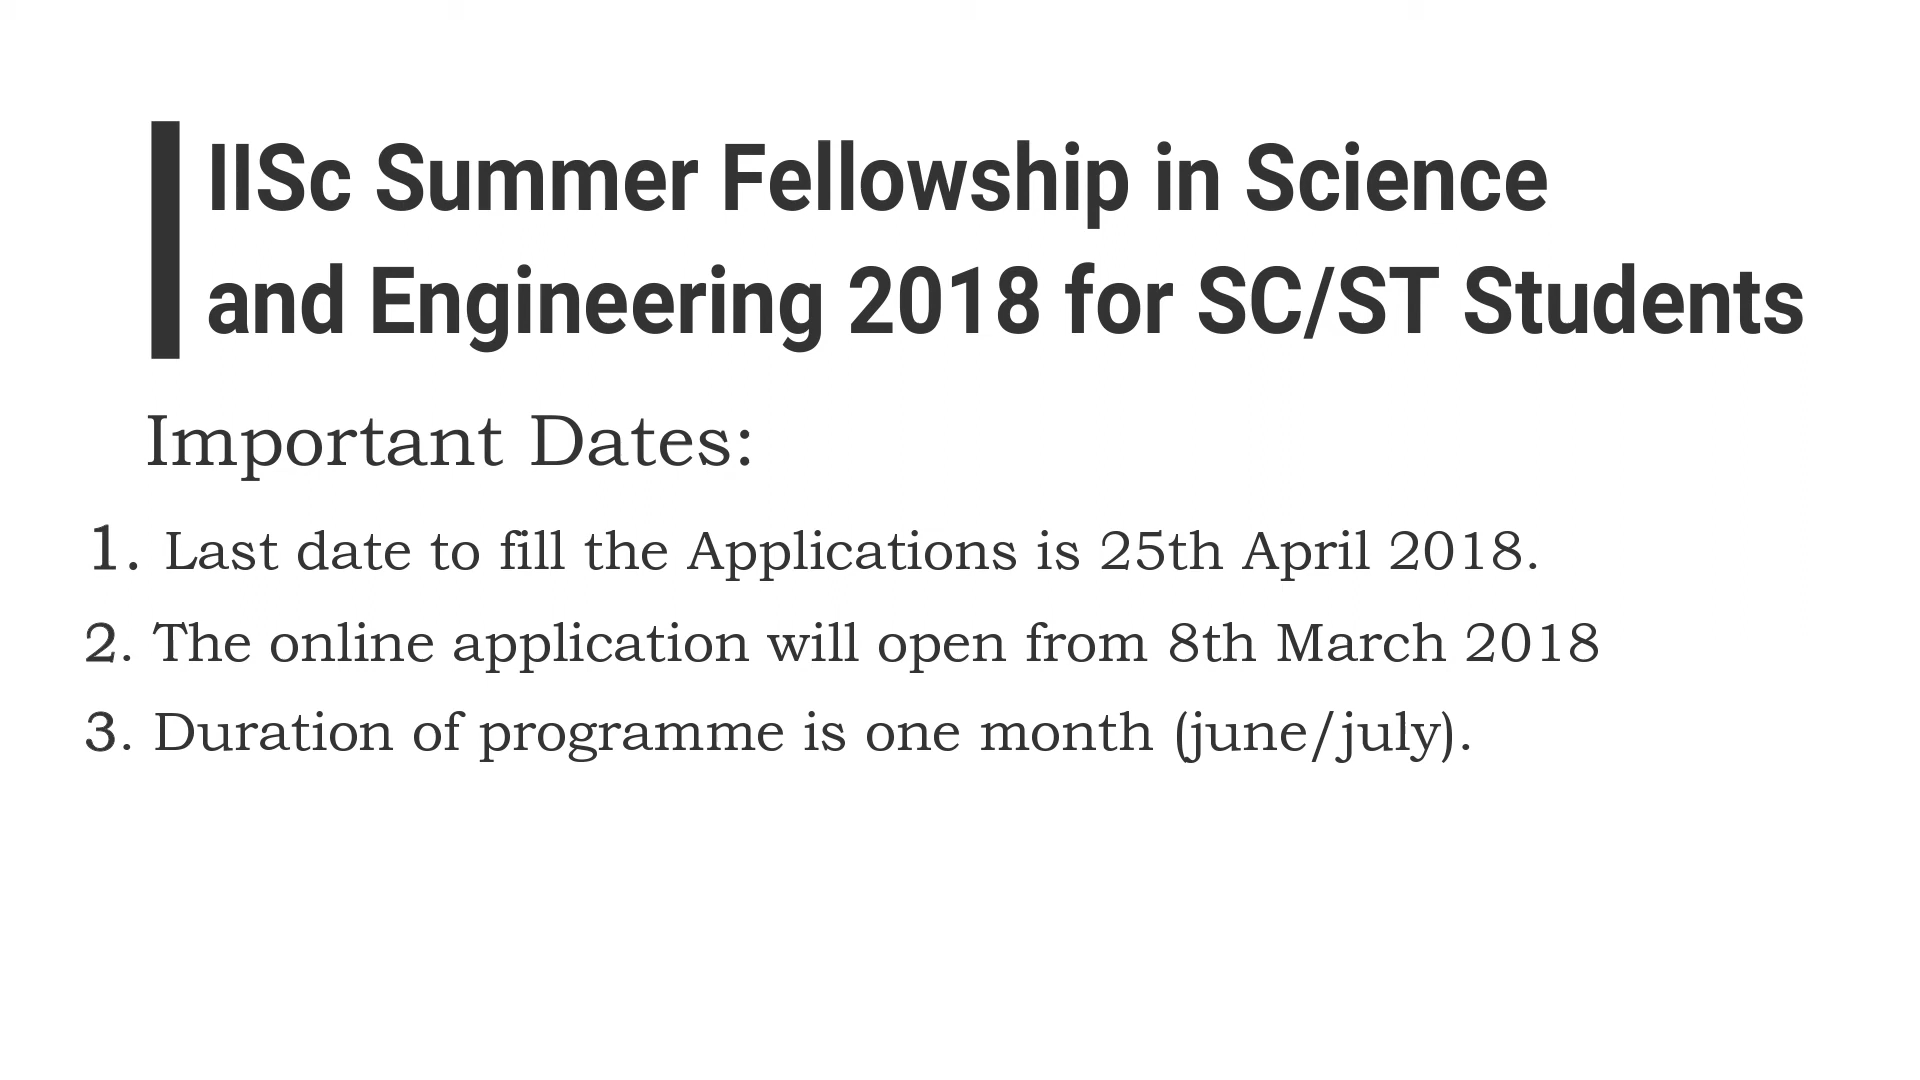 IISc Summer Fellowship in Science
and Engineering 2018 for SC/ST Students
Important Dates:
1. Last date to fill the Applications is 25th April 2018.
2. The online application will open from 8th March 2018
3. Duration of programme is one month (june/july).